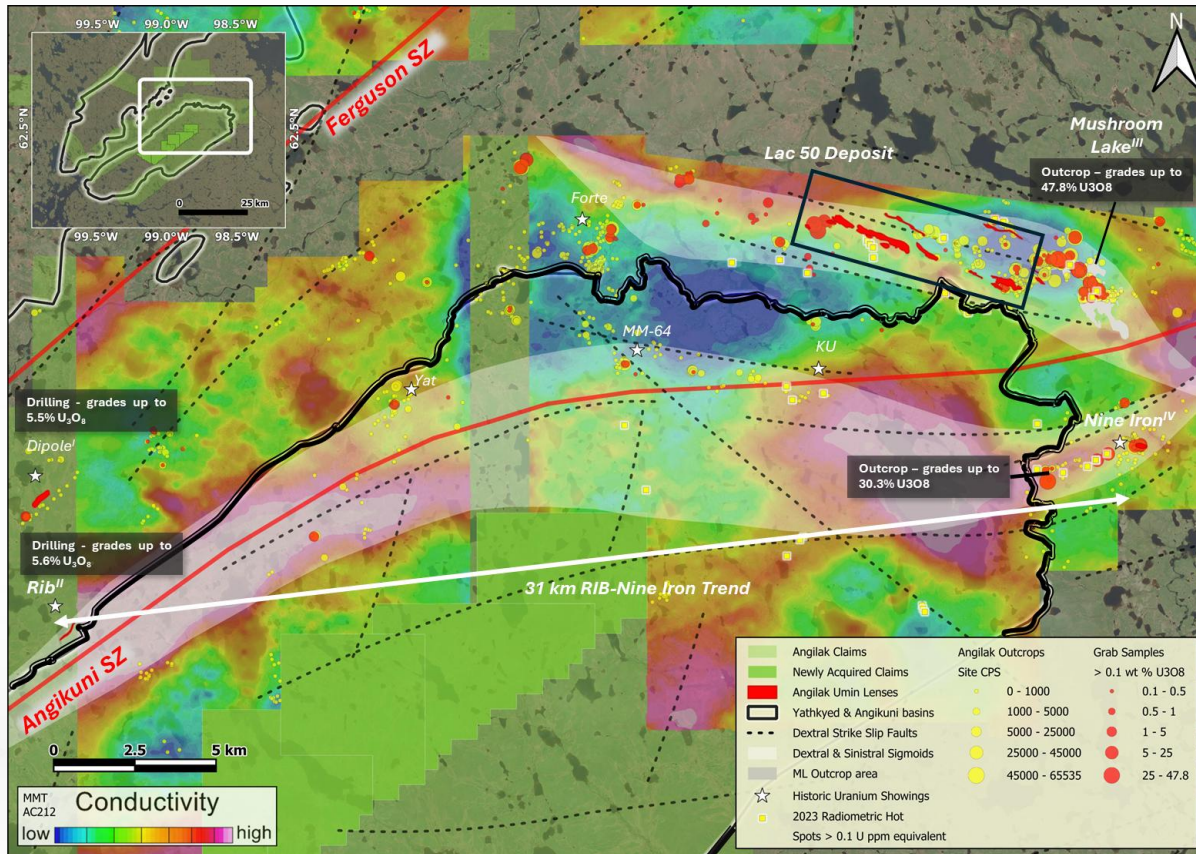 99.5°W 99.0°W 98.5°W
62.5°N
62.5°N
0 25 km
99.5°W 99.0°W 98.5°W
Ferguson SZ
N
Mushroom
Lake^III
Outcrop – grades up to
47.8% U3O8
Lac 50 Deposit
Forte
MM-64
KU
Yat
Drilling - grades up to
5.5% U₃O₈
Dipole^I
Nine Iron^IV
Outcrop – grades up to
30.3% U3O8
Drilling - grades up to
5.6% U₃O₈
Rib^II
31 km RIB-Nine Iron Trend
Angikuni SZ
0 2.5 5 km
MMT
AC212
Conductivity
low high
Angilak Claims
Newly Acquired Claims
Angilak Umin Lenses
Yathkyed & Angikuni basins
Dextral Strike Slip Faults
Dextral & Sinistral Sigmoids
ML Outcrop area
Historic Uranium Showings
2023 Radiometric Hot
Spots > 0.1 U ppm equivalent
Angilak Outcrops
Site CPS
0 - 1000
1000 - 5000
5000 - 25000
25000 - 45000
45000 - 65535
Grab Samples
> 0.1 wt % U3O8
0.1 - 0.5
0.5 - 1
1 - 5
5 - 25
25 - 47.8